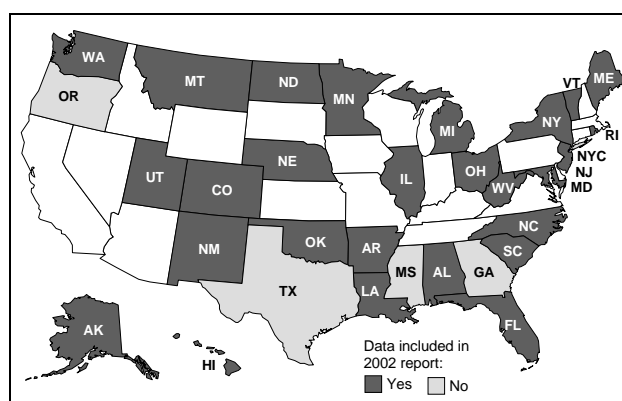 WA
MT
ND
MN
VT
ME
OR
NY
MI
RI
NYC
NE
NJ
UT
CO
IL
OH
WV
MD
NC
NM
OK
AR
SC
TX
MS
AL
GA
LA
AK
FL
HI
Data included in
2002 report:
Yes No